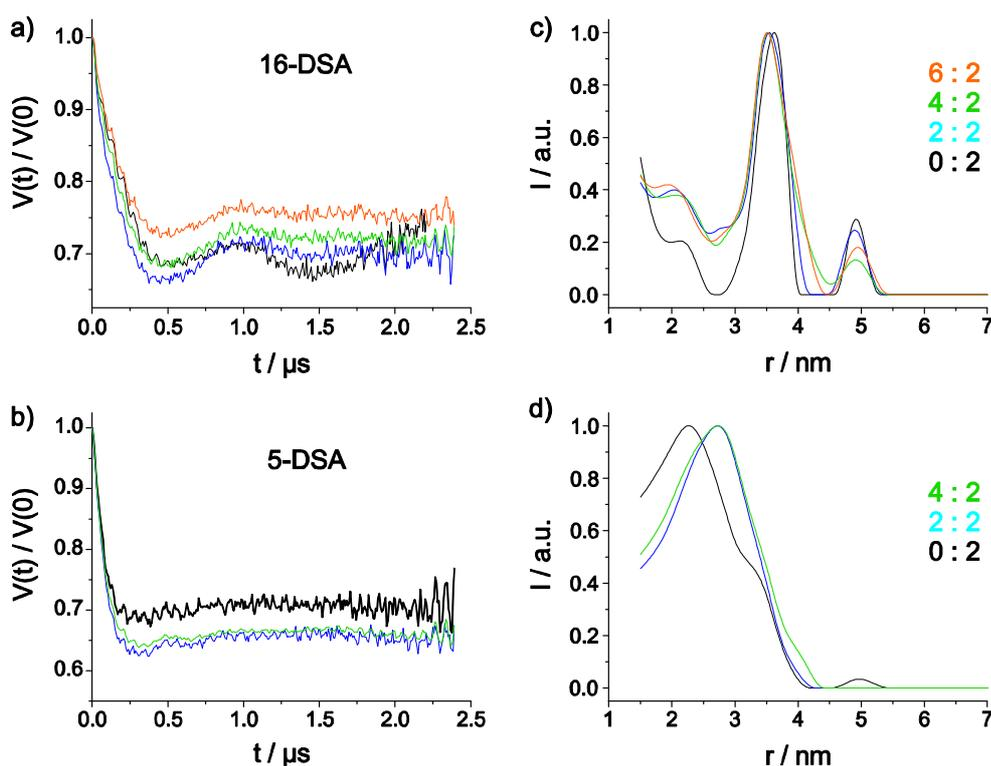 a)
16-DSA
V(t) / V(0)
1.0
0.9
0.8
0.7
0.0 0.5 1.0 1.5 2.0 2.5
t / μs
c)
I / a.u.
1.0
0.8
0.6
0.4
0.2
0.0
6 : 2
4 : 2
2 : 2
0 : 2
1 2 3 4 5 6 7
r / nm
b)
5-DSA
V(t) / V(0)
1.0
0.9
0.8
0.7
0.6
0.0 0.5 1.0 1.5 2.0 2.5
t / μs
d)
I / a.u.
1.0
0.8
0.6
0.4
0.2
0.0
4 : 2
2 : 2
0 : 2
1 2 3 4 5 6 7
r / nm